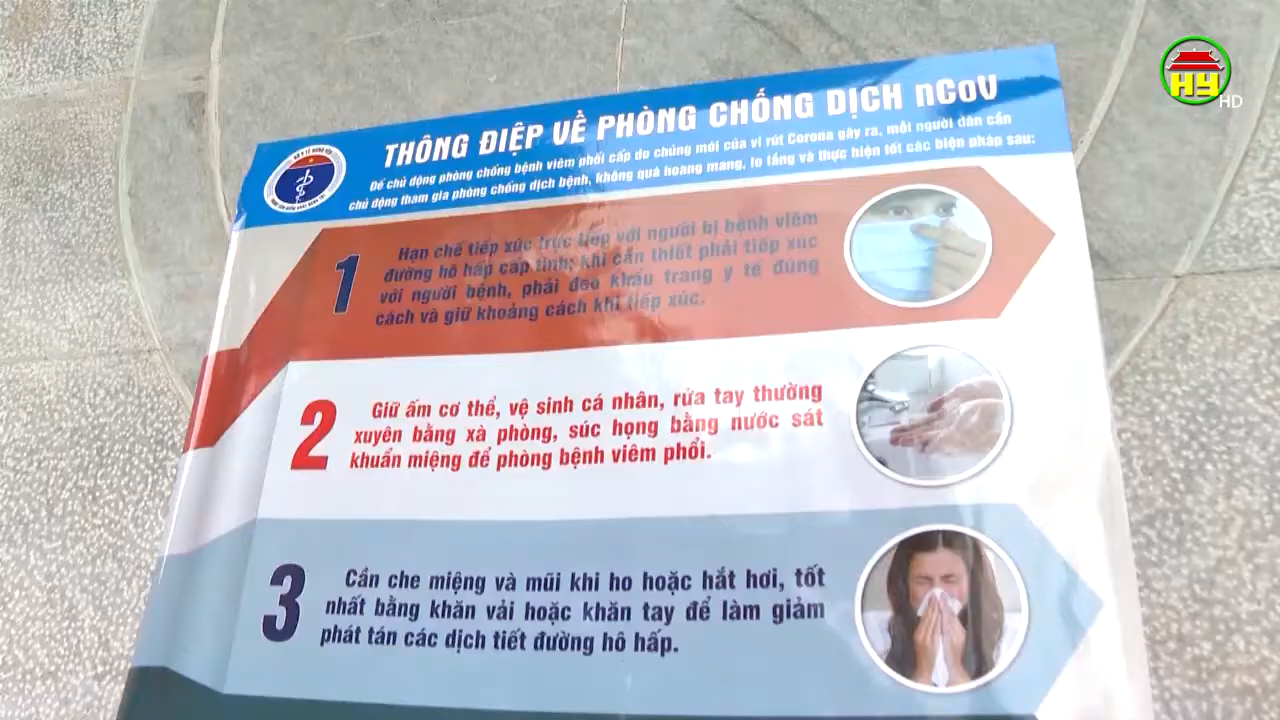 HY
HD
THÔNG ĐIỆP VỀ PHÒNG CHỐNG DỊCH nCoV
Để chủ động phòng chống bệnh viêm phổi cấp do chủng mới của vi rút Corona gây ra, mỗi người dân cần
chủ động tham gia phòng chống dịch bệnh, không quá hoang mang, lo lắng và thực hiện tốt các biện pháp sau:
1
Hạn chế tiếp xúc trực tiếp với người bị bệnh viêm
đường hô hấp cấp tính; khi cần thiết phải tiếp xúc
với người bệnh, phải đeo khẩu trang y tế đúng
cách và giữ khoảng cách khi tiếp xúc.
2
Giữ ấm cơ thể, vệ sinh cá nhân, rửa tay thường
xuyên bằng xà phòng, súc họng bằng nước sát
khuẩn miệng để phòng bệnh viêm phổi.
3
Cần che miệng và mũi khi ho hoặc hắt hơi, tốt
nhất bằng khăn vải hoặc khăn tay để làm giảm
phát tán các dịch tiết đường hô hấp.